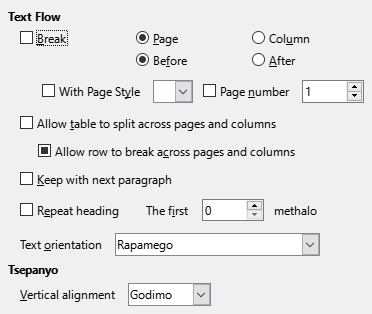 Text Flow
Break Page Column
Before After
With Page Style Page number 1
Allow table to split across pages and columns
Allow row to break across pages and columns
Keep with next paragraph
Repeat heading The first 0 methalo
Text orientation Rapamego
Tsepanyo
Vertical alignment Godimo